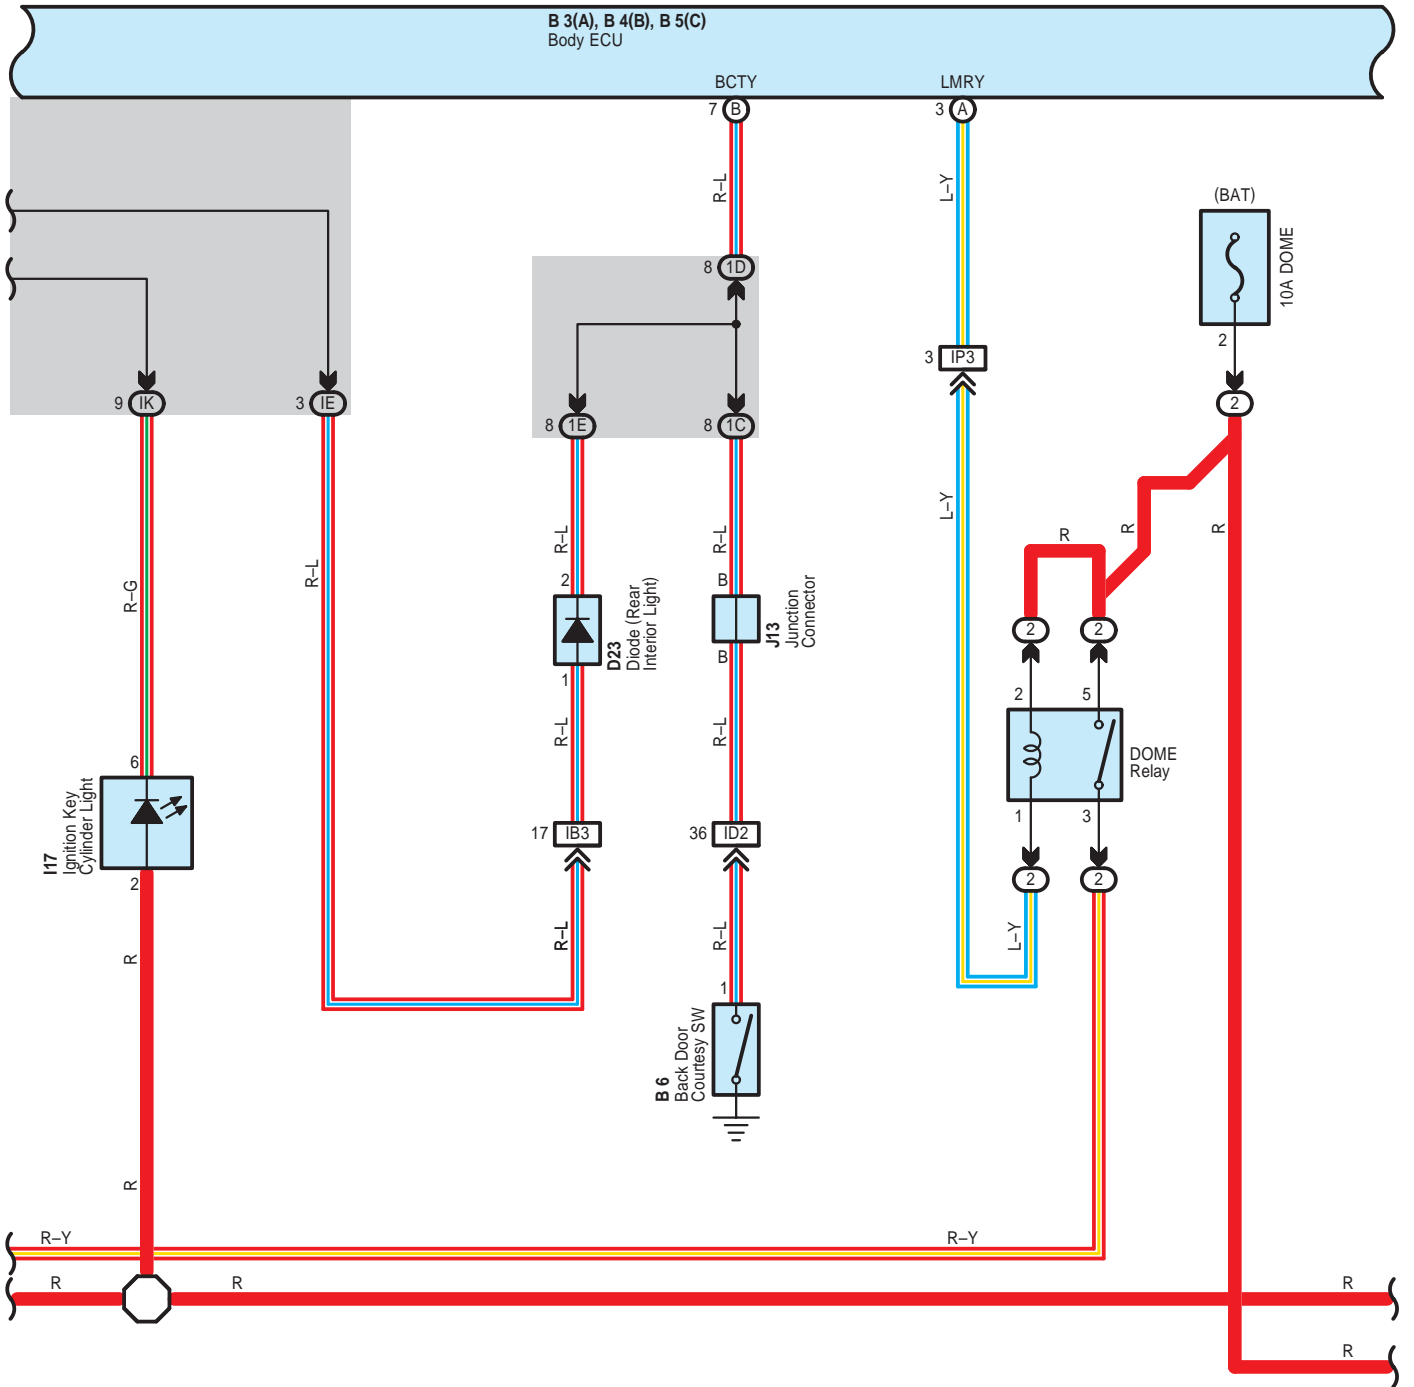 B 3(A), B 4(B), B 5(C)
Body ECU
BCTY
LMRY
7 B
3 A
R–L
L–Y
(BAT)
10A DOME
2
2
8 1D
3 IP3
9 IK
3 IE
8 1E
8 1C
R–G
R–L
R–L
R–L
L–Y
R
R
R
2
D23
Diode (Rear
Interior Light)
1
B
J13
Junction
Connector
B
2
2
2
5
DOME
Relay
1
3
2
2
6
I17
Ignition Key
Cylinder Light
2
R–L
R–L
17 IB3
36 ID2
R
R–L
R–L
L–Y
1
B 6
Back Door
Courtesy SW
R
R–Y
R–Y
R
R
R
R